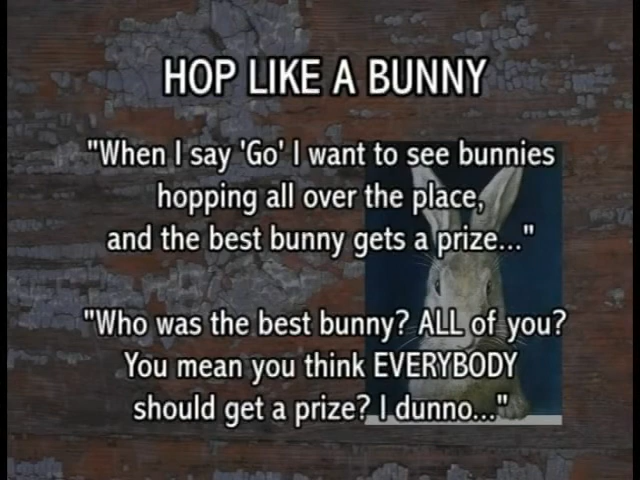 HOP LIKE A BUNNY
"When I say 'Go' I want to see bunnies
hopping all over the place,
and the best bunny gets a prize..."
"Who was the best bunny? ALL of you?
You mean you think EVERYBODY
should get a prize? I dunno..."